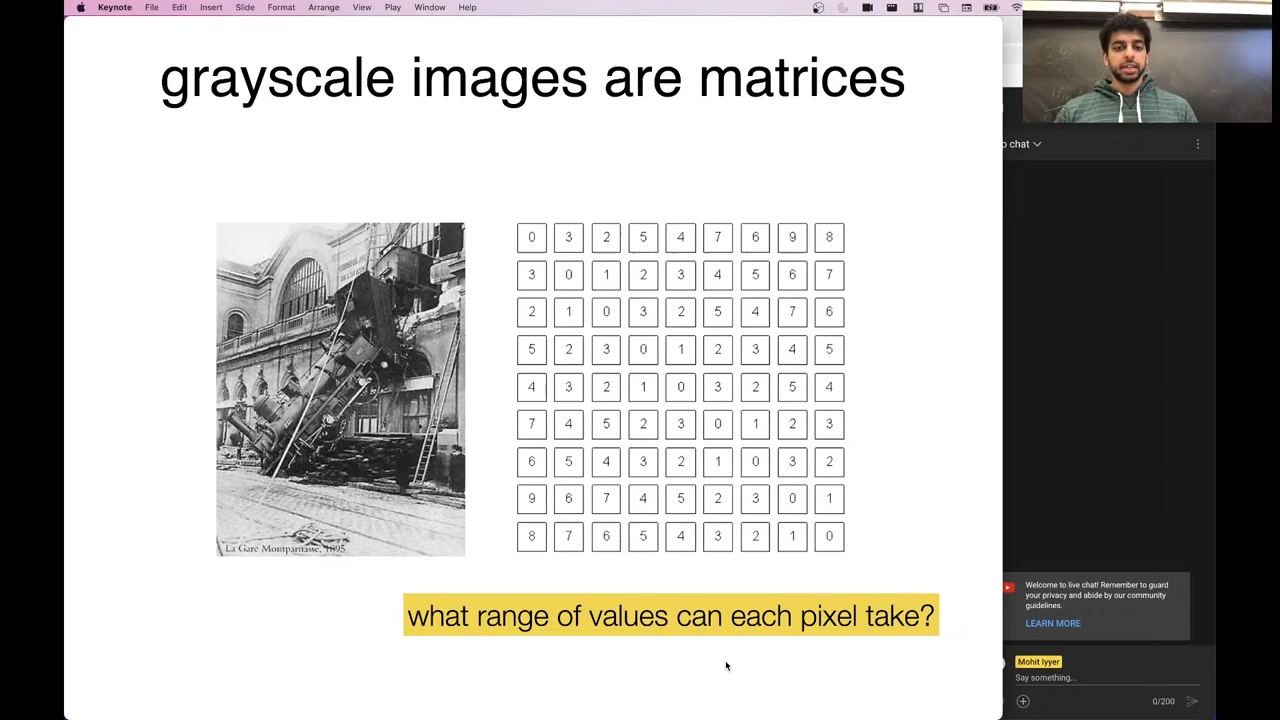 Keynote File Edit Insert Slide Format Arrange View Play Window Help
grayscale images are matrices
o chat
0 3 2 5 4 7 6 9 8
3 0 1 2 3 4 5 6 7
2 1 0 3 2 5 4 7 6
5 2 3 0 1 2 3 4 5
4 3 2 1 0 3 2 5 4
7 4 5 2 3 0 1 2 3
6 5 4 3 2 1 0 3 2
9 6 7 4 5 2 3 0 1
8 7 6 5 4 3 2 1 0
La Gare Montparnasse, 1895
what range of values can each pixel take?
Welcome to live chat! Remember to guard
your privacy and abide by our community
guidelines.
LEARN MORE
Mohit Iyyer
Say something...
0/200